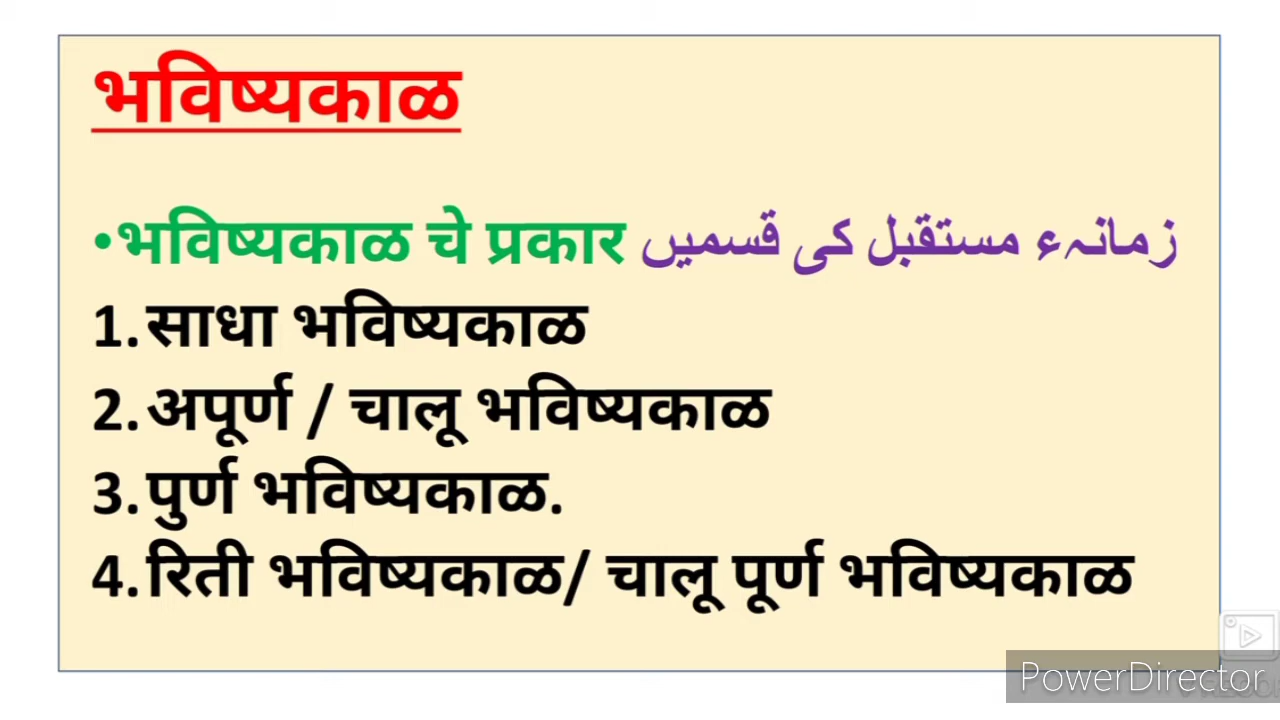 भविष्यकाळ
•भविष्यकाळ चे प्रकार زمانہء مستقبل کی قسمیں
1.साधा भविष्यकाळ
2.अपूर्ण / चालू भविष्यकाळ
3.पुर्ण भविष्यकाळ.
4.रिती भविष्यकाळ/ चालू पूर्ण भविष्यकाळ
PowerDirector